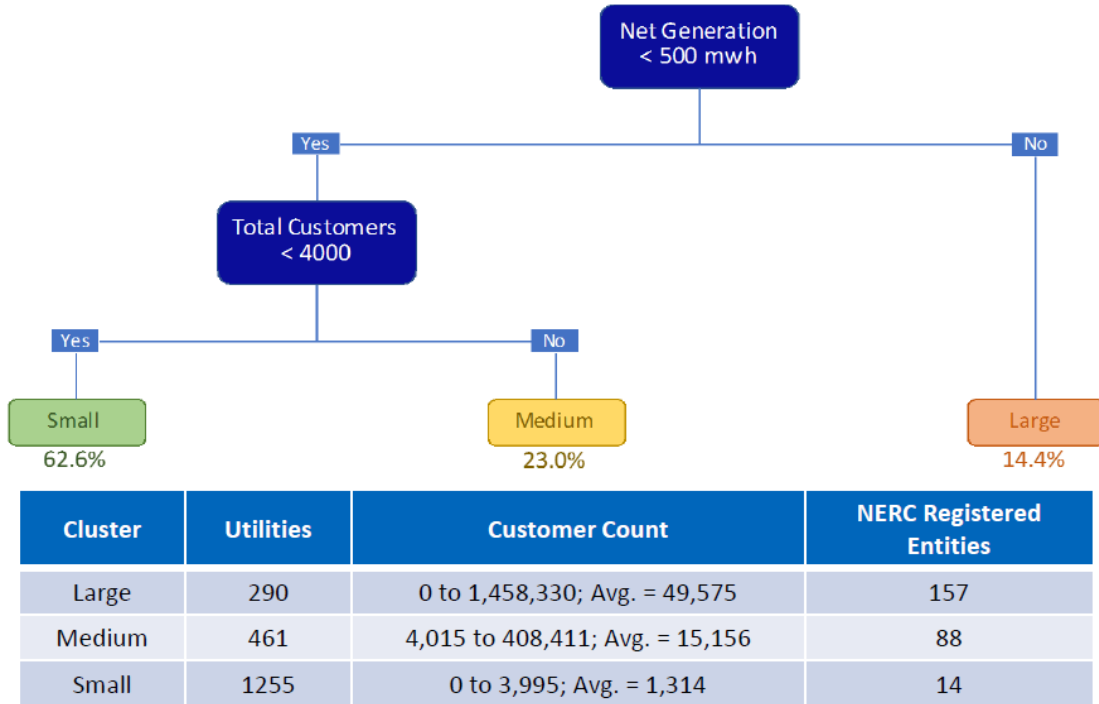 Net Generation
< 500 mwh
Yes
No
Total Customers
< 4000
Yes
No
Small
Medium
Large
62.6%
23.0%
14.4%
Cluster Utilities Customer Count NERC Registered
Entities
Large 290 0 to 1,458,330; Avg. = 49,575 157
Medium 461 4,015 to 408,411; Avg. = 15,156 88
Small 1255 0 to 3,995; Avg. = 1,314 14